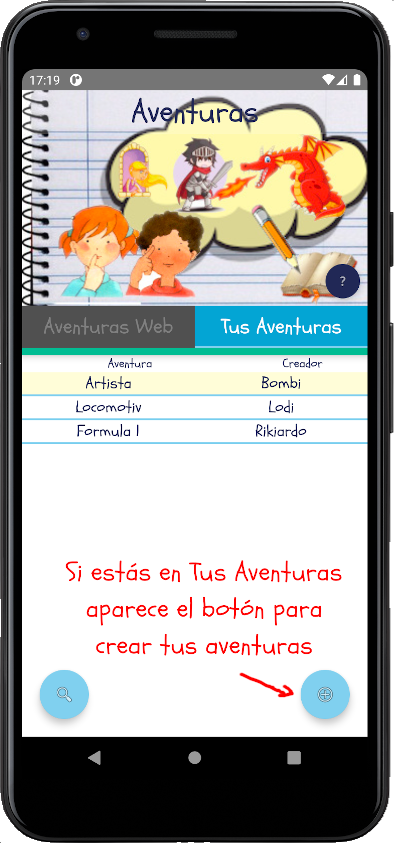 17:19
Aventuras
?
Aventuras Web Tus Aventuras
Aventura Creador
Artista Bombi
Locomotiv Lodi
Formula 1 Rikiardo
Si estás en Tus Aventuras
aparece el botón para
crear tus aventuras